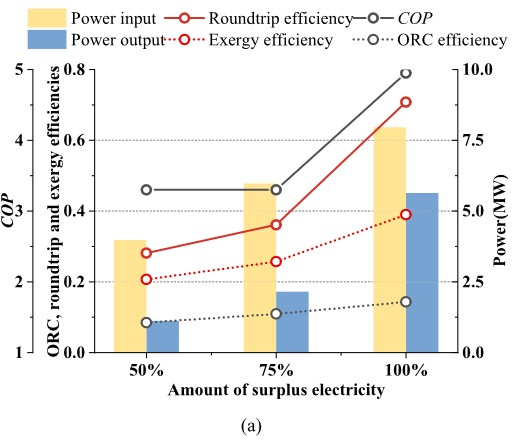 Power input Roundtrip efficiency COP
Power output Exergy efficiency ORC efficiency
5 0.8 10.0
4 0.6 7.5
3 0.4 5.0
2 0.2 2.5
1 0.0 0.0
COP
ORC, roundtrip and exergy efficiencies
Power(MW)
50% 75% 100%
Amount of surplus electricity
(a)